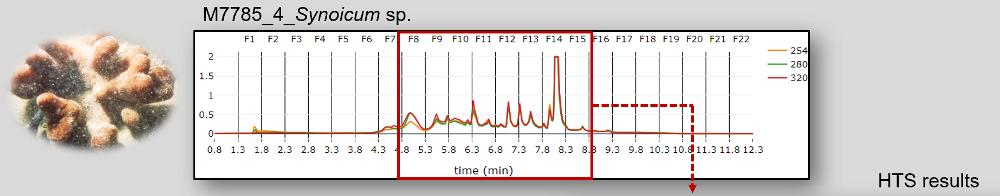 M7785_4_Synoicum sp.
F1 F2 F3 F4 F5 F6 F7 F8 F9 F10 F11 F12 F13 F14 F15 F16 F17 F18 F19 F20 F21 F22
2
1.5
1
0.5
0
254
280
320
0.8 1.3 1.8 2.3 2.8 3.3 3.8 4.3 4.8 5.3 5.8 6.3 6.8 7.3 7.8 8.3 8.8 9.3 9.8 10.3 10.8 11.3 11.8 12.3
time (min)
HTS results